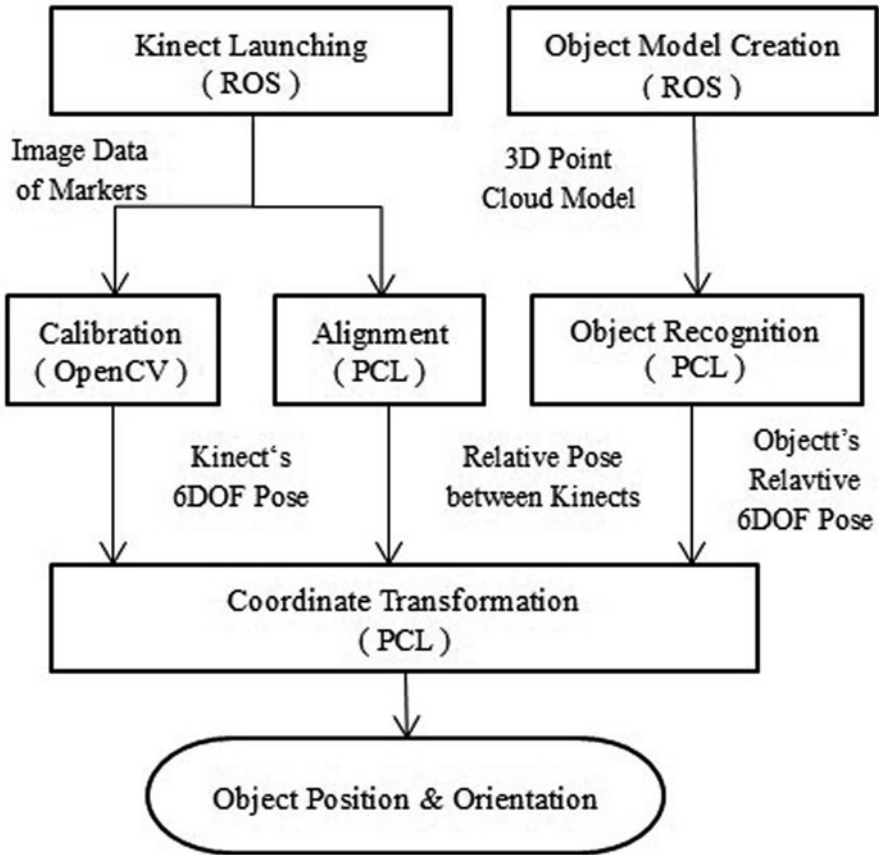 Kinect Launching
( ROS )
Object Model Creation
( ROS )
Image Data
of Markers
3D Point
Cloud Model
Calibration
( OpenCV )
Alignment
( PCL )
Object Recognition
( PCL )
Kinect‘s
6DOF Pose
Relative Pose
between Kinects
Objectt’s
Relavtive
6DOF Pose
Coordinate Transformation
( PCL )
Object Position & Orientation